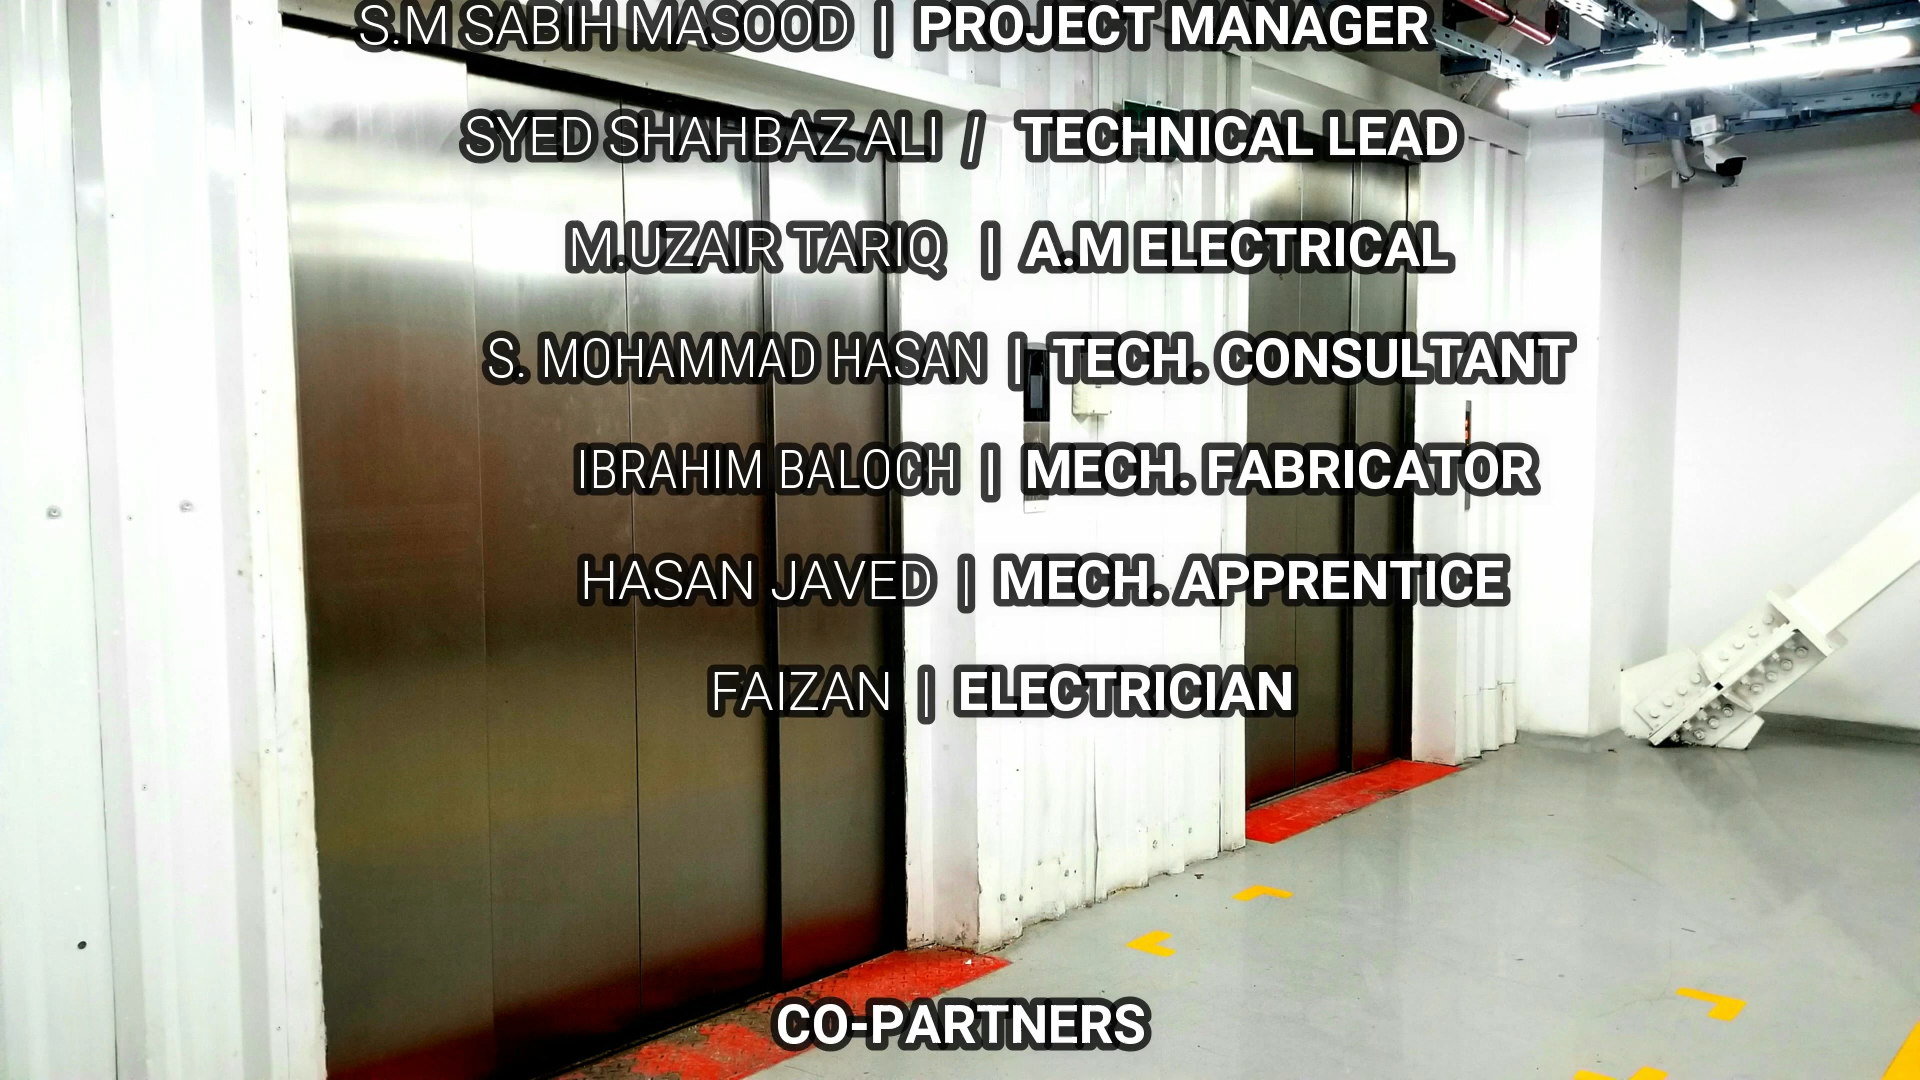 S.M SABIH MASOOD | PROJECT MANAGER
SYED SHAHBAZ ALI / TECHNICAL LEAD
M.UZAIR TARIQ | A.M ELECTRICAL
S. MOHAMMAD HASAN | TECH. CONSULTANT
IBRAHIM BALOCH | MECH. FABRICATOR
HASAN JAVED | MECH. APPRENTICE
FAIZAN | ELECTRICIAN
CO-PARTNERS